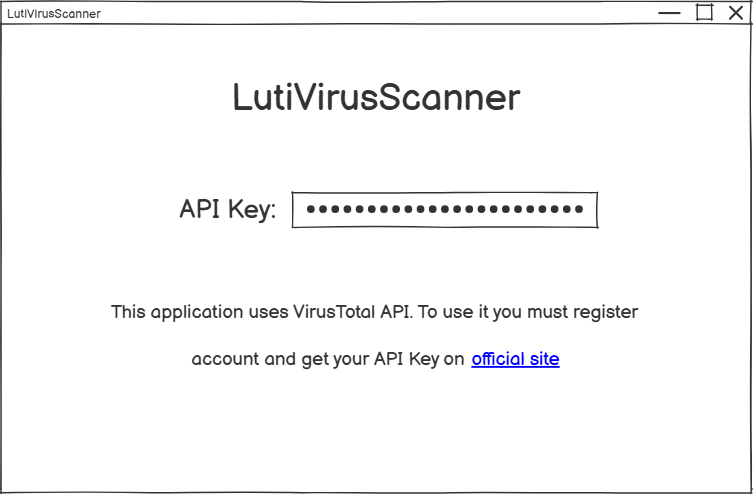 LutiVirusScanner
LutiVirusScanner
API Key: •••••••••••••••••••••••
This application uses VirusTotal API. To use it you must register
account and get your API Key on official site